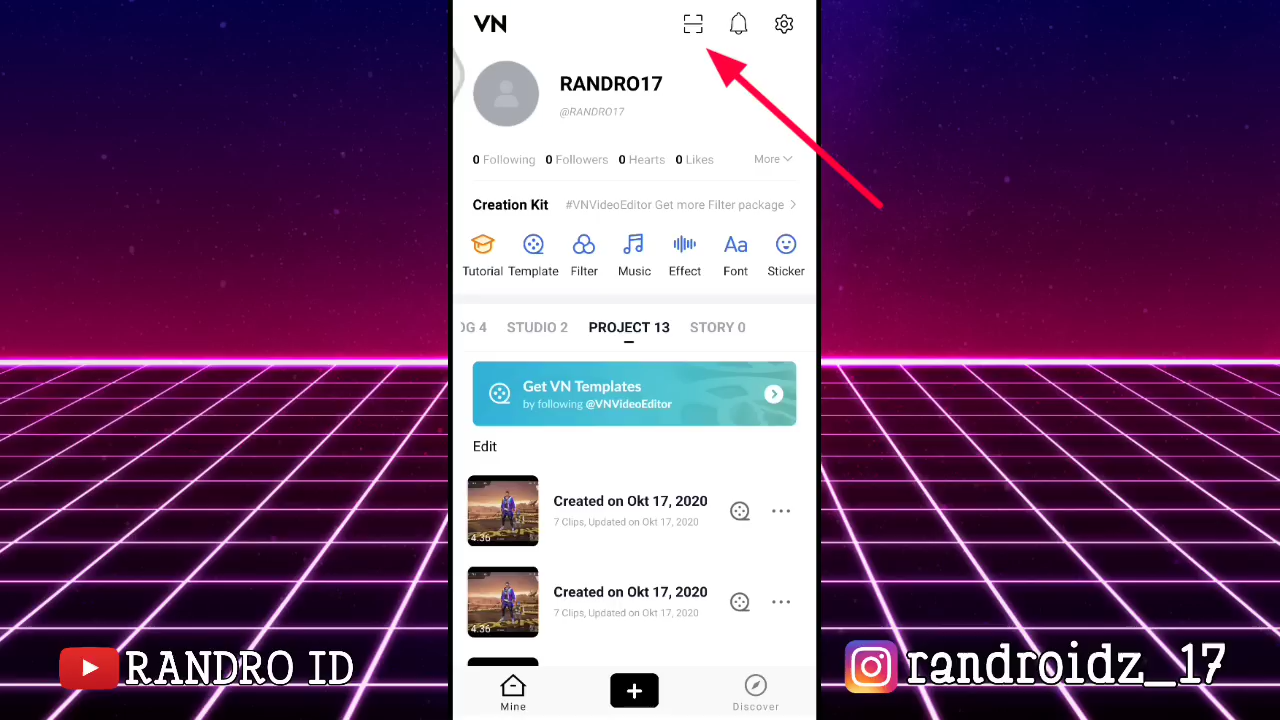 VN
RANDRO17
@RANDRO17
0 Following 0 Followers 0 Hearts 0 Likes More
Creation Kit #VNVideoEditor Get more Filter package
Tutorial Template Filter Music Effect Font Sticker
OG 4 STUDIO 2 PROJECT 13 STORY 0
Get VN Templates
by following @VNVideoEditor
Edit
Created on Okt 17, 2020
7 Clips, Updated on Okt 17, 2020
4:36
Created on Okt 17, 2020
7 Clips, Updated on Okt 17, 2020
4:36
Mine Discover
RANDRO ID
randroidz_17